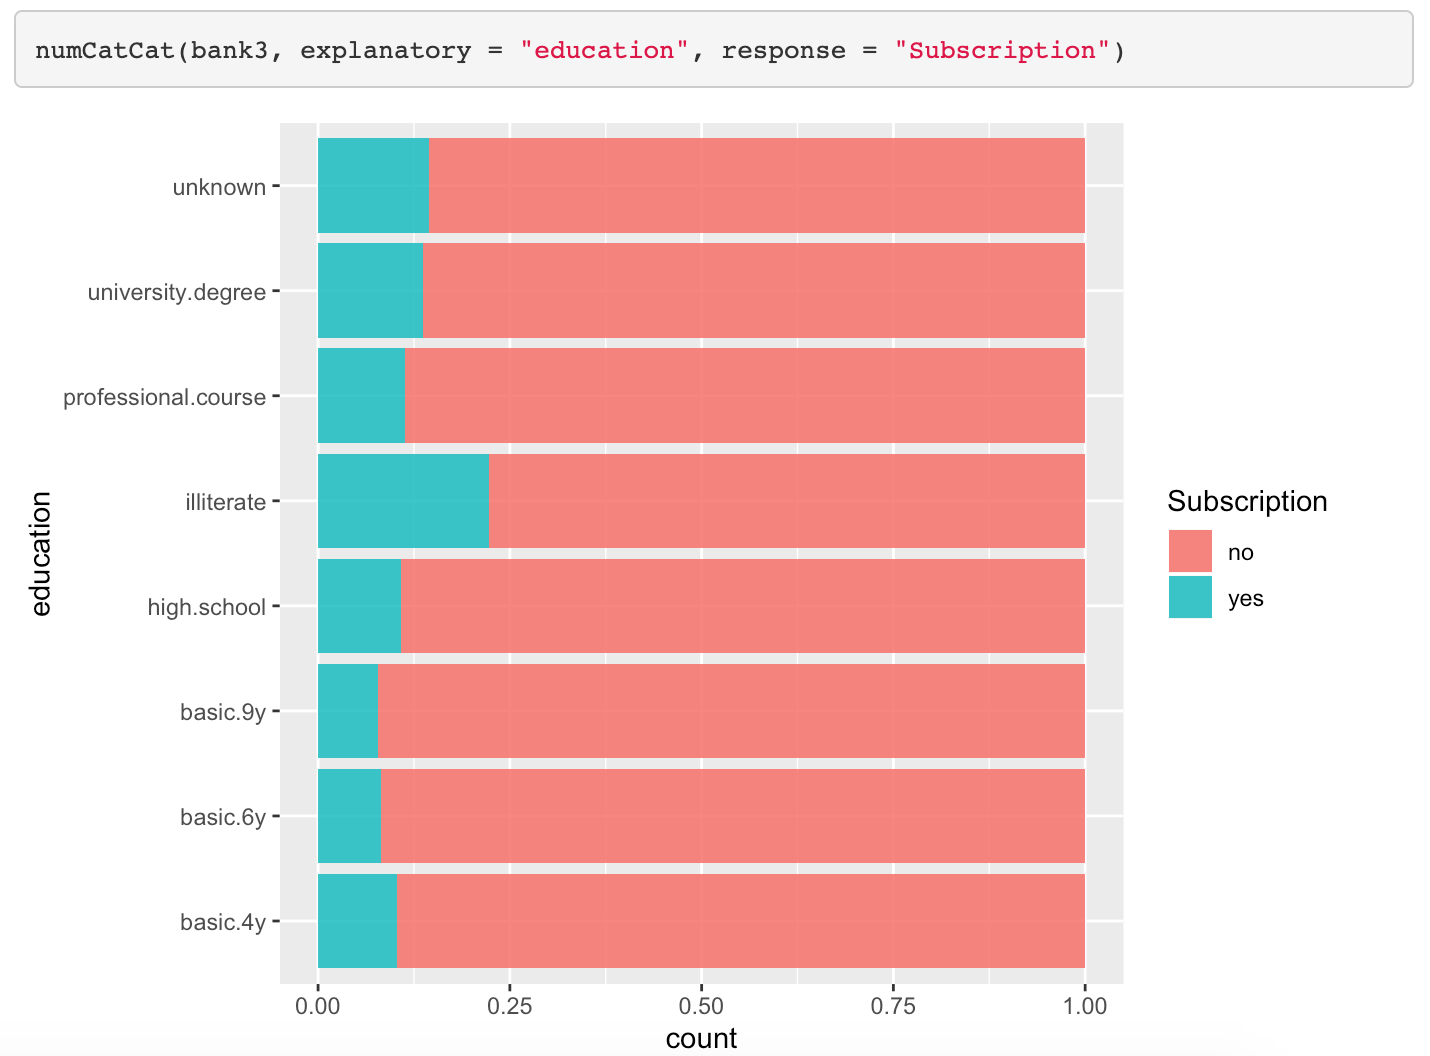 numCatCat(bank3, explanatory = "education", response = "Subscription")
unknown
university.degree
professional.course
illiterate
high.school
basic.9y
basic.6y
basic.4y
education
0.00 0.25 0.50 0.75 1.00
count
Subscription
no
yes